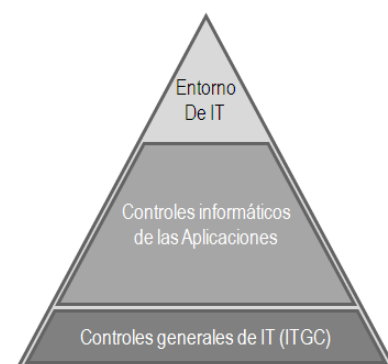 Entorno
De IT
Controles informáticos
de las Aplicaciones
Controles generales de IT (ITGC)